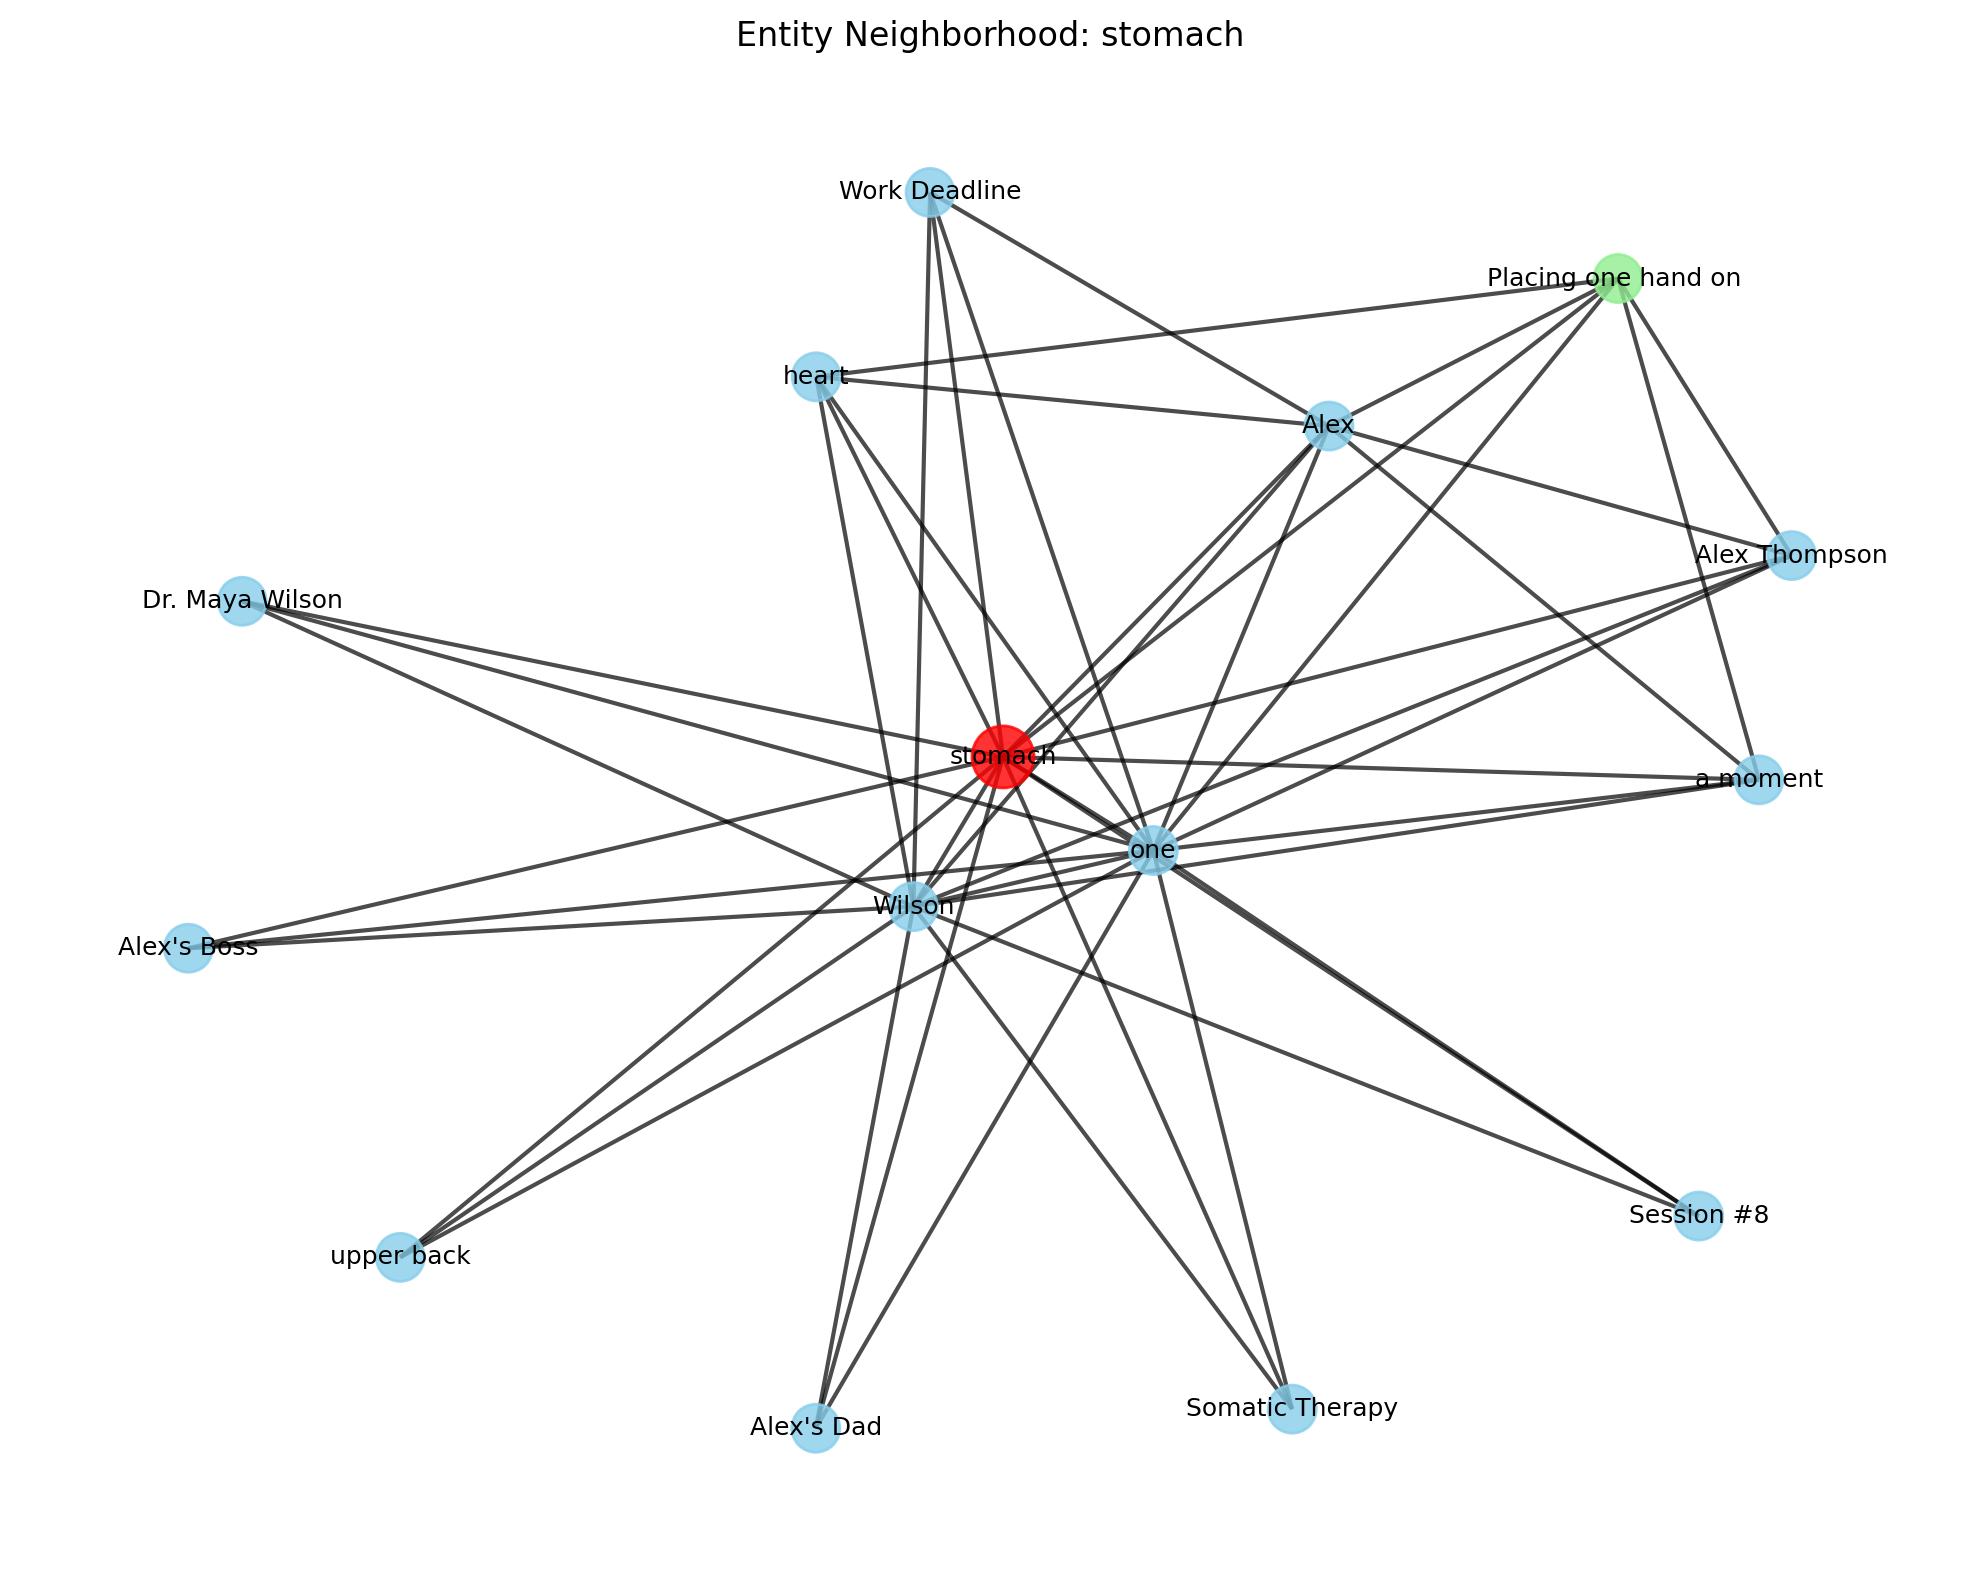 Entity Neighborhood: stomach
Work Deadline
Placing one hand on
heart
Alex
Alex Thompson
Dr. Maya Wilson
stomach
a moment
one
Wilson
Alex's Boss
Session #8
upper back
Somatic Therapy
Alex's Dad